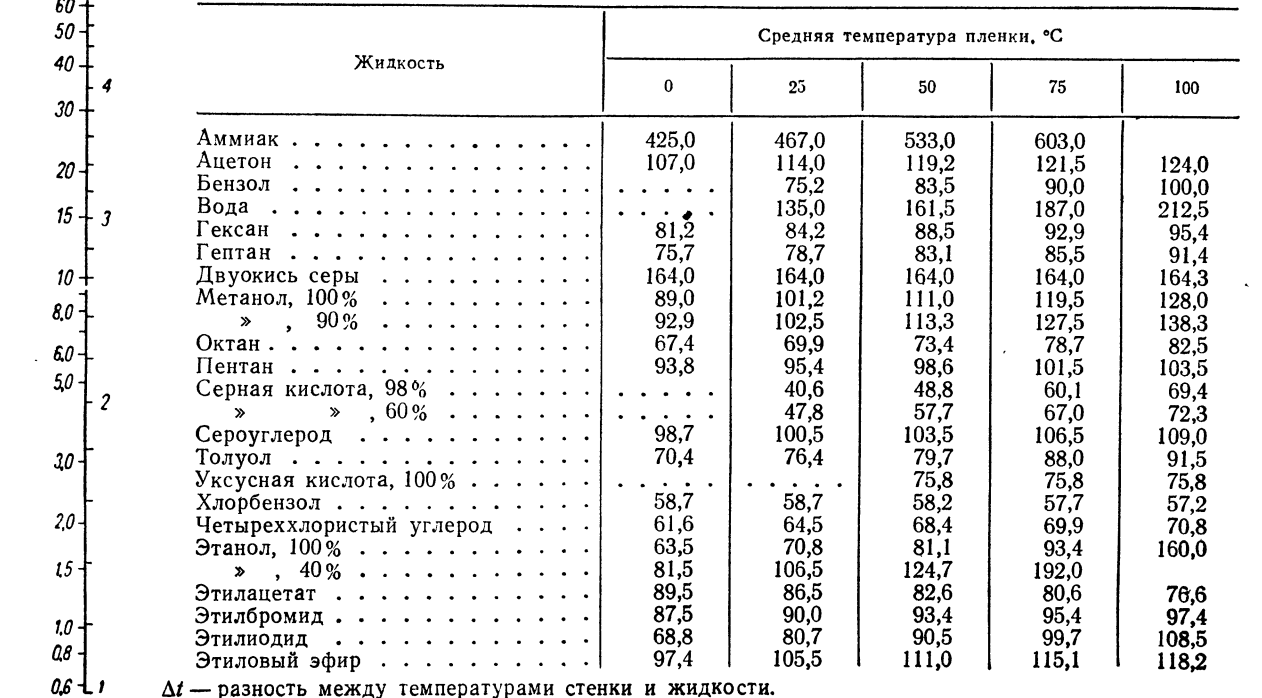 60
50
40
4
30
20
15
3
10
8,0
6,0
5,0
2
3,0
2,0
1,5
1,0
0,8
0,6
1
Жидкость
Средняя температура пленки, °С
0 25 50 75 100
Аммиак . . . . . . . . . . . . . . 425,0 467,0 533,0 603,0
Ацетон . . . . . . . . . . . . . . 107,0 114,0 119,2 121,5 124,0
Бензол . . . . . . . . . . . . . . . . . . . 75,2 83,5 90,0 100,0
Вода . . . . . . . . . . . . . . . . . . . 135,0 161,5 187,0 212,5
Гексан . . . . . . . . . . . . . . 81,2 84,2 88,5 92,9 95,4
Гептан . . . . . . . . . . . . . . 75,7 78,7 83,1 85,5 91,4
Двуокись серы . . . . . . . . . . 164,0 164,0 164,0 164,0 164,3
Метанол, 100% . . . . . . . . . . 89,0 101,2 111,0 119,5 128,0
» , 90% . . . . . . . . . . 92,9 102,5 113,3 127,5 138,3
Октан . . . . . . . . . . . . . . . 67,4 69,9 73,4 78,7 82,5
Пентан . . . . . . . . . . . . . . 93,8 95,4 98,6 101,5 103,5
Серная кислота, 98% . . . . . . . . . . . . 40,6 48,8 60,1 69,4
» » , 60% . . . . . . . . . . . . 47,8 57,7 67,0 72,3
Сероуглерод . . . . . . . . . . . 98,7 100,5 103,5 106,5 109,0
Толуол . . . . . . . . . . . . . . 70,4 76,4 79,7 88,0 91,5
Уксусная кислота, 100% . . . . . . . . . . . . . . . 75,8 75,8 75,8
Хлорбензол . . . . . . . . . . . . 58,7 58,7 58,2 57,7 57,2
Четыреххлористый углерод . . . . 61,6 64,5 68,4 69,9 70,8
Этанол, 100% . . . . . . . . . . . 63,5 70,8 81,1 93,4 160,0
» , 40% . . . . . . . . . . . 81,5 106,5 124,7 192,0
Этилацетат . . . . . . . . . . . . 89,5 86,5 82,6 80,6 76,6
Этилбромид . . . . . . . . . . . . 87,5 90,0 93,4 95,4 97,4
Этилиодид . . . . . . . . . . . . 68,8 80,7 90,5 99,7 108,5
Этиловый эфир . . . . . . . . . . 97,4 105,5 111,0 115,1 118,2
Δt — разность между температурами стенки и жидкости.